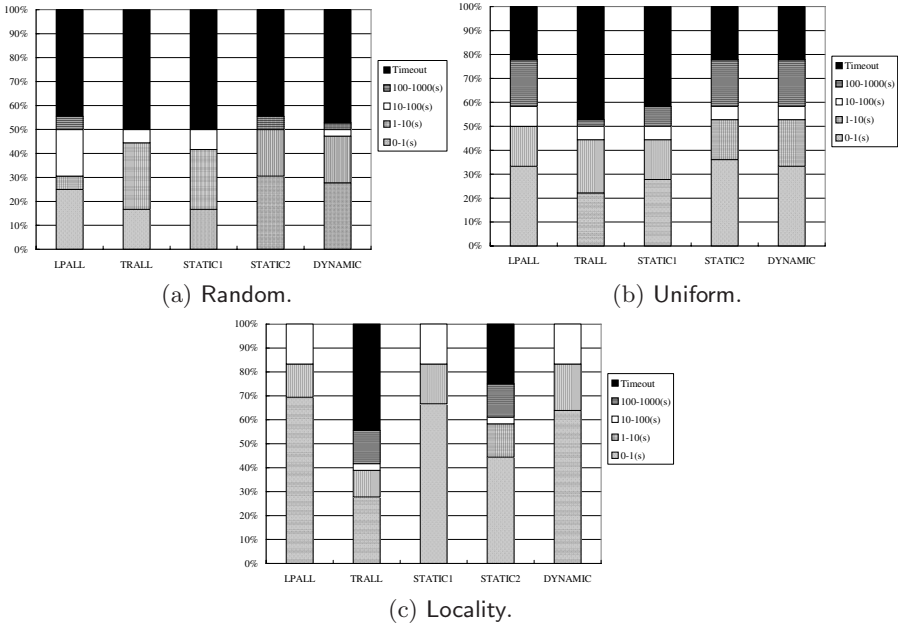 100%
90%
80%
70%
60%
50%
40%
30%
20%
10%
0%
LPALL TRALL STATIC1 STATIC2 DYNAMIC
Timeout
100-1000(s)
10-100(s)
1-10(s)
0-1(s)
(a) Random.
100%
90%
80%
70%
60%
50%
40%
30%
20%
10%
0%
LPALL TRALL STATIC1 STATIC2 DYNAMIC
Timeout
100-1000(s)
10-100(s)
1-10(s)
0-1(s)
(b) Uniform.
100%
90%
80%
70%
60%
50%
40%
30%
20%
10%
0%
LPALL TRALL STATIC1 STATIC2 DYNAMIC
Timeout
100-1000(s)
10-100(s)
1-10(s)
0-1(s)
(c) Locality.